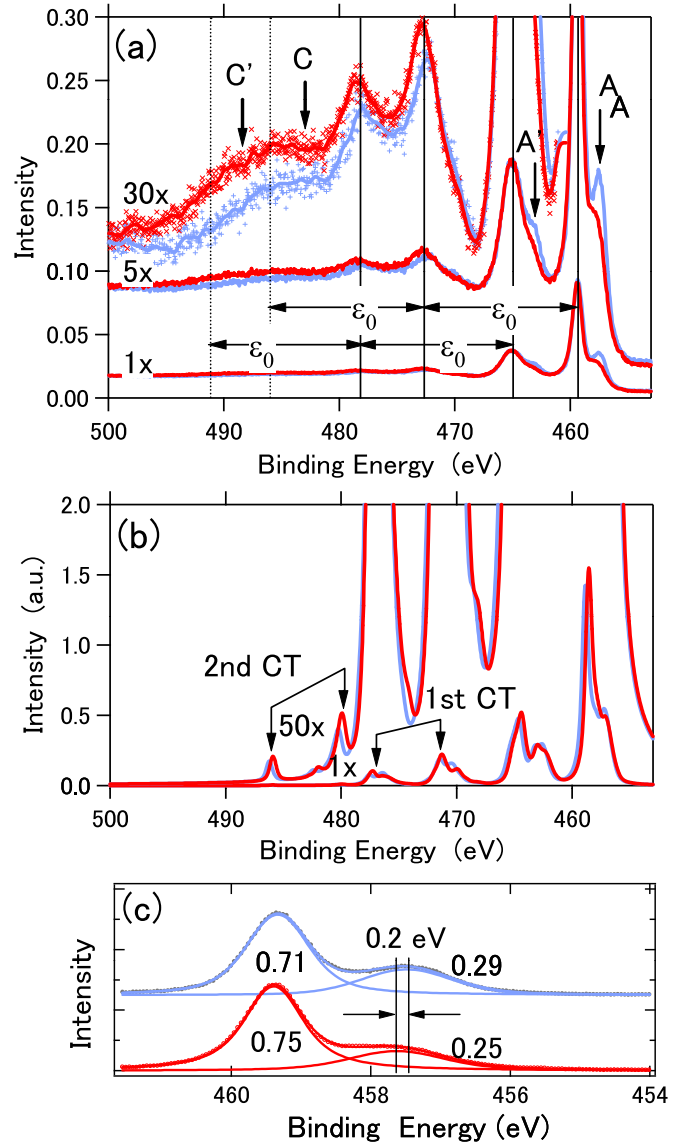 (a)
0.30
0.25
0.20
0.15
0.10
0.05
0.00
Intensity
C'
C
A'
A
A
30x
5x
1x
ε0
ε0
ε0
ε0
500
490
480
470
460
Binding Energy (eV)
(b)
2.0
1.5
1.0
0.5
0.0
Intensity (a.u.)
2nd CT
1st CT
50x
1x
500
490
480
470
460
Binding Energy (eV)
(c)
Intensity
0.2 eV
0.71
0.29
0.75
0.25
460
458
456
454
Binding Energy (eV)